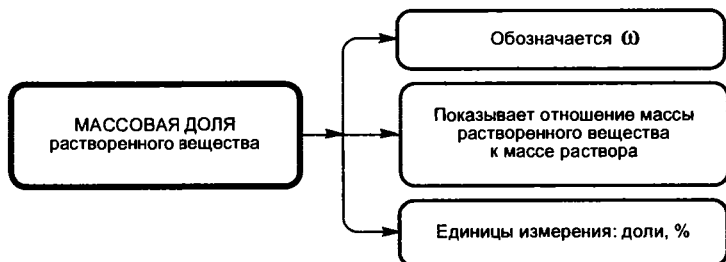 МАССОВАЯ ДОЛЯ
растворенного вещества
Обозначается ω
Показывает отношение массы
растворенного вещества
к массе раствора
Единицы измерения: доли, %